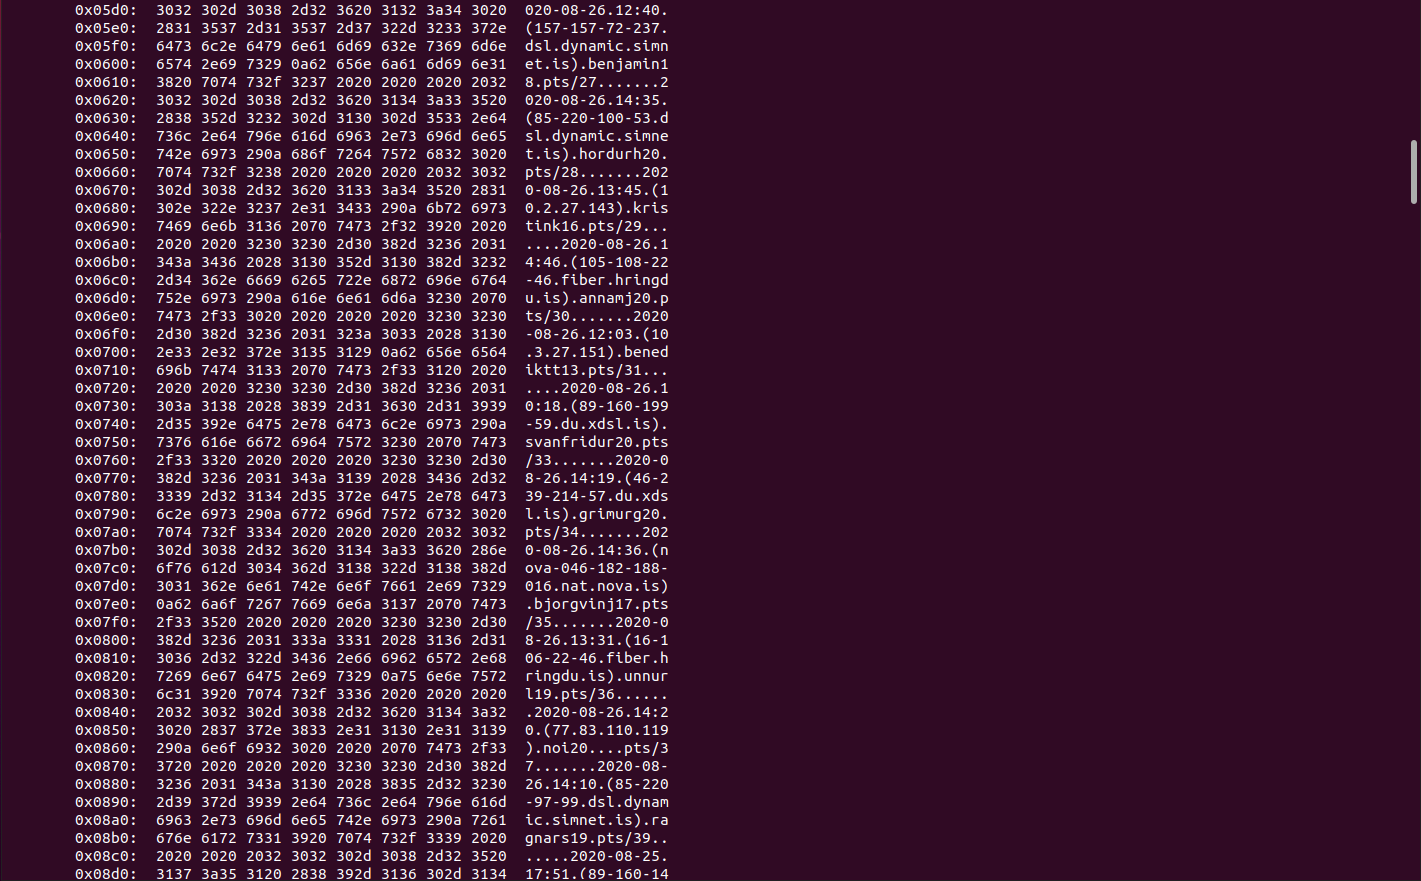 0x05d0:  3032 302d 3038 2d32 3620 3132 3a34 3020  020-08-26.12:40.
0x05e0:  2831 3537 2d31 3537 2d37 322d 3233 372e  (157-157-72-237.
0x05f0:  6473 6c2e 6479 6e61 6d69 632e 7369 6d6e  dsl.dynamic.simn
0x0600:  6574 2e69 7329 0a62 656e 6a61 6d69 6e31  et.is).benjamin1
0x0610:  3820 7074 732f 3237 2020 2020 2020 2032  8.pts/27.......2
0x0620:  3032 302d 3038 2d32 3620 3134 3a33 3520  020-08-26.14:35.
0x0630:  2838 352d 3232 302d 3130 302d 3533 2e64  (85-220-100-53.d
0x0640:  736c 2e64 796e 616d 6963 2e73 696d 6e65  sl.dynamic.simne
0x0650:  742e 6973 290a 686f 7264 7572 6832 3020  t.is).hordurh20.
0x0660:  7074 732f 3238 2020 2020 2020 2032 3032  pts/28.......202
0x0670:  302d 3038 2d32 3620 3133 3a34 3520 2831  0-08-26.13:45.(1
0x0680:  302e 322e 3237 2e31 3433 290a 6b72 6973  0.2.27.143).kris
0x0690:  7469 6e6b 3136 2070 7473 2f32 3920 2020  tink16.pts/29...
0x06a0:  2020 2020 3230 3230 2d30 382d 3236 2031  ....2020-08-26.1
0x06b0:  343a 3436 2028 3130 352d 3130 382d 3232  4:46.(105-108-22
0x06c0:  2d34 362e 6669 6265 722e 6872 696e 6764  -46.fiber.hringd
0x06d0:  752e 6973 290a 616e 6e61 6d6a 3230 2070  u.is).annamj20.p
0x06e0:  7473 2f33 3020 2020 2020 2020 3230 3230  ts/30.......2020
0x06f0:  2d30 382d 3236 2031 323a 3033 2028 3130  -08-26.12:03.(10
0x0700:  2e33 2e32 372e 3135 3129 0a62 656e 6564  .3.27.151).bened
0x0710:  696b 7474 3133 2070 7473 2f33 3120 2020  iktt13.pts/31...
0x0720:  2020 2020 3230 3230 2d30 382d 3236 2031  ....2020-08-26.1
0x0730:  303a 3138 2028 3839 2d31 3630 2d31 3939  0:18.(89-160-199
0x0740:  2d35 392e 6475 2e78 6473 6c2e 6973 290a  -59.du.xdsl.is).
0x0750:  7376 616e 6672 6964 7572 3230 2070 7473  svanfridur20.pts
0x0760:  2f33 3320 2020 2020 2020 3230 3230 2d30  /33.......2020-0
0x0770:  382d 3236 2031 343a 3139 2028 3436 2d32  8-26.14:19.(46-2
0x0780:  3339 2d32 3134 2d35 372e 6475 2e78 6473  39-214-57.du.xds
0x0790:  6c2e 6973 290a 6772 696d 7572 6732 3020  l.is).grimurg20.
0x07a0:  7074 732f 3334 2020 2020 2020 2032 3032  pts/34.......202
0x07b0:  302d 3038 2d32 3620 3134 3a33 3620 286e  0-08-26.14:36.(n
0x07c0:  6f76 612d 3034 362d 3138 322d 3138 382d  ova-046-182-188-
0x07d0:  3031 362e 6e61 742e 6e6f 7661 2e69 7329  016.nat.nova.is)
0x07e0:  0a62 6a6f 7267 7669 6e6a 3137 2070 7473  .bjorgvinj17.pts
0x07f0:  2f33 3520 2020 2020 2020 3230 3230 2d30  /35.......2020-0
0x0800:  382d 3236 2031 333a 3331 2028 3136 2d31  8-26.13:31.(16-1
0x0810:  3036 2d32 322d 3436 2e66 6962 6572 2e68  06-22-46.fiber.h
0x0820:  7269 6e67 6475 2e69 7329 0a75 6e6e 7572  ringdu.is).unnur
0x0830:  6c31 3920 7074 732f 3336 2020 2020 2020  l19.pts/36......
0x0840:  2032 3032 302d 3038 2d32 3620 3134 3a32  .2020-08-26.14:2
0x0850:  3020 2837 372e 3833 2e31 3130 2e31 3139  0.(77.83.110.119
0x0860:  290a 6e6f 6932 3020 2020 2070 7473 2f33  ).noi20....pts/3
0x0870:  3720 2020 2020 2020 3230 3230 2d30 382d  7.......2020-08-
0x0880:  3236 2031 343a 3130 2028 3835 2d32 3230  26.14:10.(85-220
0x0890:  2d39 372d 3939 2e64 736c 2e64 796e 616d  -97-99.dsl.dynam
0x08a0:  6963 2e73 696d 6e65 742e 6973 290a 7261  ic.simnet.is).ra
0x08b0:  676e 6172 7331 3920 7074 732f 3339 2020  gnars19.pts/39..
0x08c0:  2020 2020 2032 3032 302d 3038 2d32 3520  .....2020-08-25.
0x08d0:  3137 3a35 3120 2838 392d 3136 302d 3134  17:51.(89-160-14